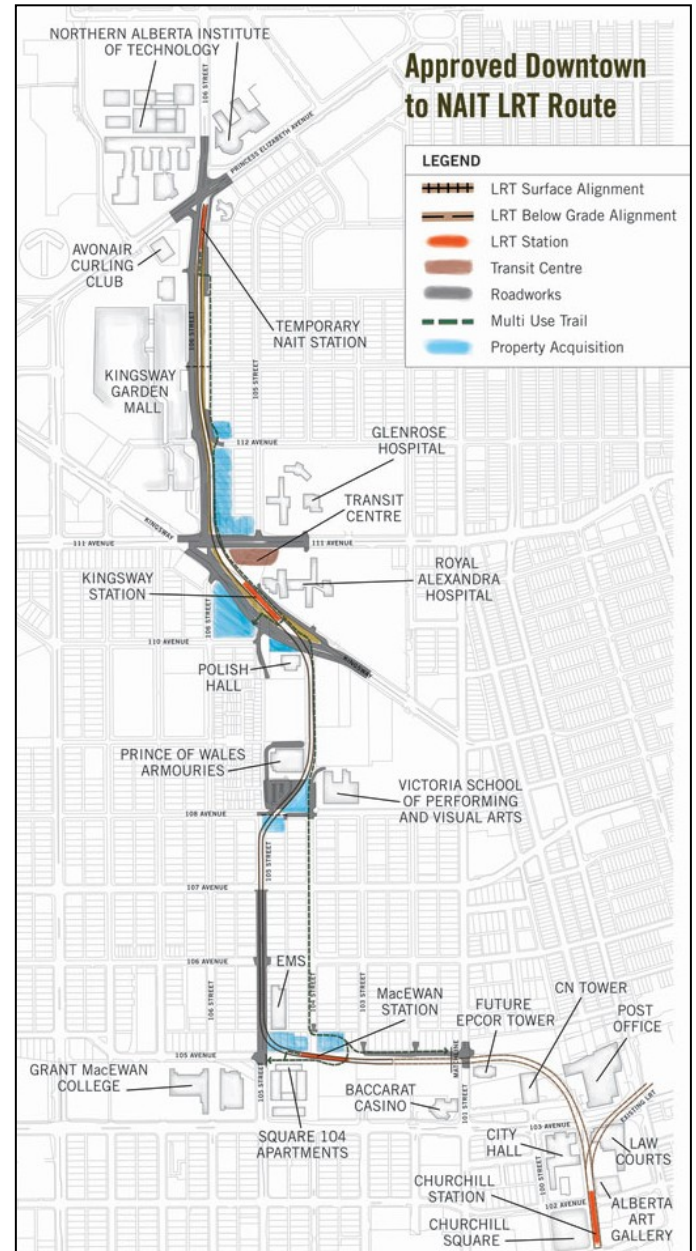 Approved Downtown
to NAIT LRT Route
LEGEND
LRT Surface Alignment
LRT Below Grade Alignment
LRT Station
Transit Centre
Roadworks
Multi Use Trail
Property Acquisition
NORTHERN ALBERTA INSTITUTE
OF TECHNOLOGY
106 STREET
PRINCESS ELIZABETH AVENUE
AVONAIR
CURLING
CLUB
TEMPORARY
NAIT STATION
106 STREET
105 STREET
KINGSWAY
GARDEN
MALL
112 AVENUE
GLENROSE
HOSPITAL
TRANSIT
CENTRE
KINGSWAY
111 AVENUE
111 AVENUE
KINGSWAY
STATION
ROYAL
ALEXANDRA
HOSPITAL
106 STREET
110 AVENUE
KINGSWAY
POLISH
HALL
PRINCE OF WALES
ARMOURIES
VICTORIA SCHOOL
OF PERFORMING
AND VISUAL ARTS
108 AVENUE
105 STREET
107 AVENUE
106 AVENUE
EMS
106 STREET
104 STREET
103 STREET
MacEWAN
STATION
FUTURE
EPCOR TOWER
CN TOWER
POST
OFFICE
105 AVENUE
MATCHLINE
GRANT MacEWAN
COLLEGE
105 STREET
BACCARAT
CASINO
101 STREET
EXISTING LRT
SQUARE 104
APARTMENTS
103 AVENUE
CITY
HALL
100 STREET
LAW
COURTS
CHURCHILL
STATION
102 AVENUE
ALBERTA
ART
GALLERY
CHURCHILL
SQUARE